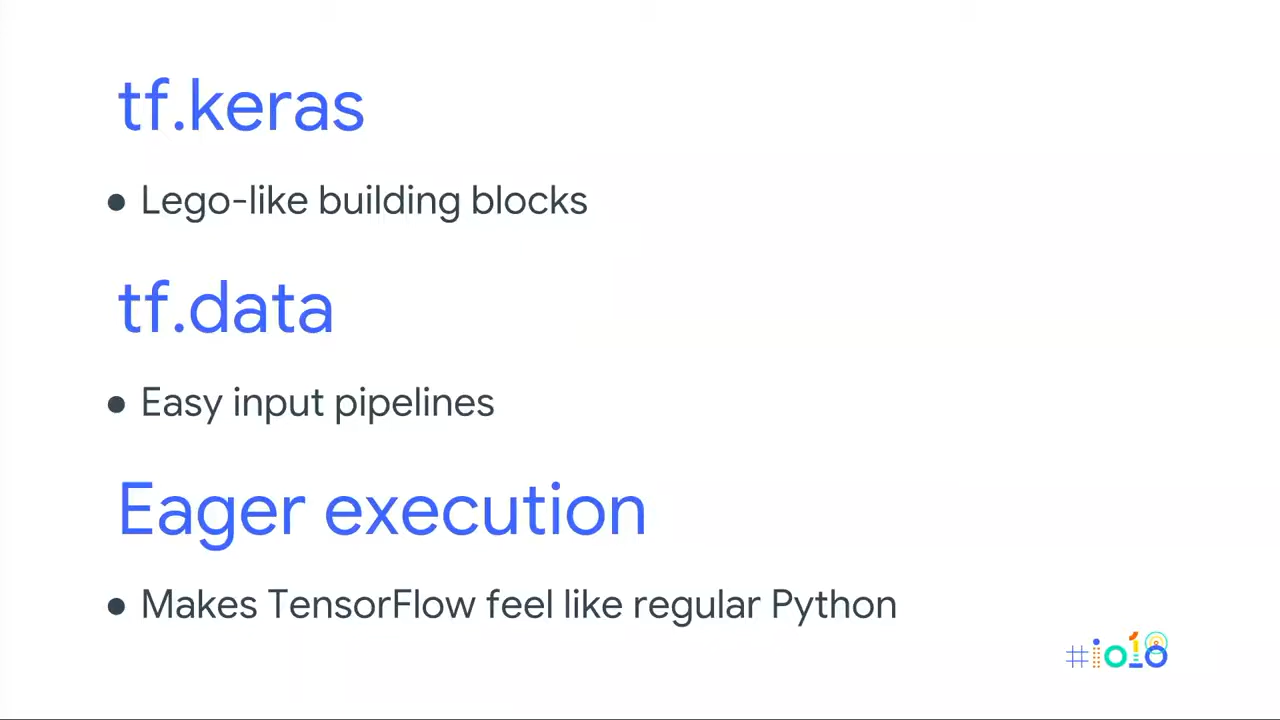 tf.keras
● Lego-like building blocks
tf.data
● Easy input pipelines
Eager execution
● Makes TensorFlow feel like regular Python
#io18